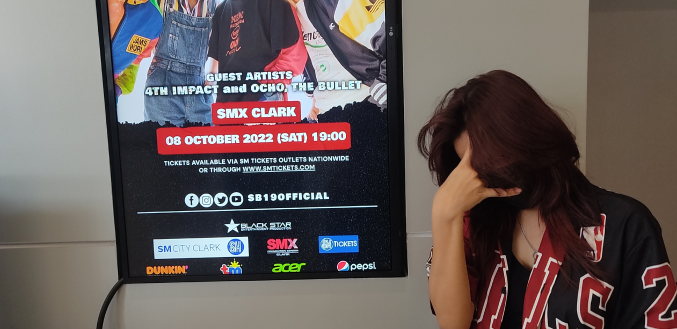 GUEST ARTISTS
4TH IMPACT and OCHO, THE BULLET
SMX CLARK
08 OCTOBER 2022 (SAT) 19:00
TICKETS AVAILABLE VIA SM TICKETS OUTLETS NATIONWIDE
OR THROUGH WWW.SMTICKETS.COM
SB19OFFICIAL
BLACK STAR
SM CITY CLARK
SMX
CLARK
SM TICKETS
DUNKIN'
acer
pepsi
2